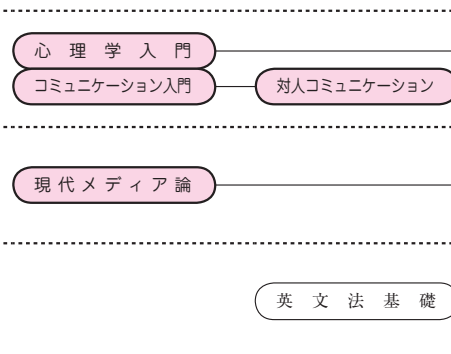 心理学入門
コミュニケーション入門
対人コミュニケーション
現代メディア論
英文法基礎